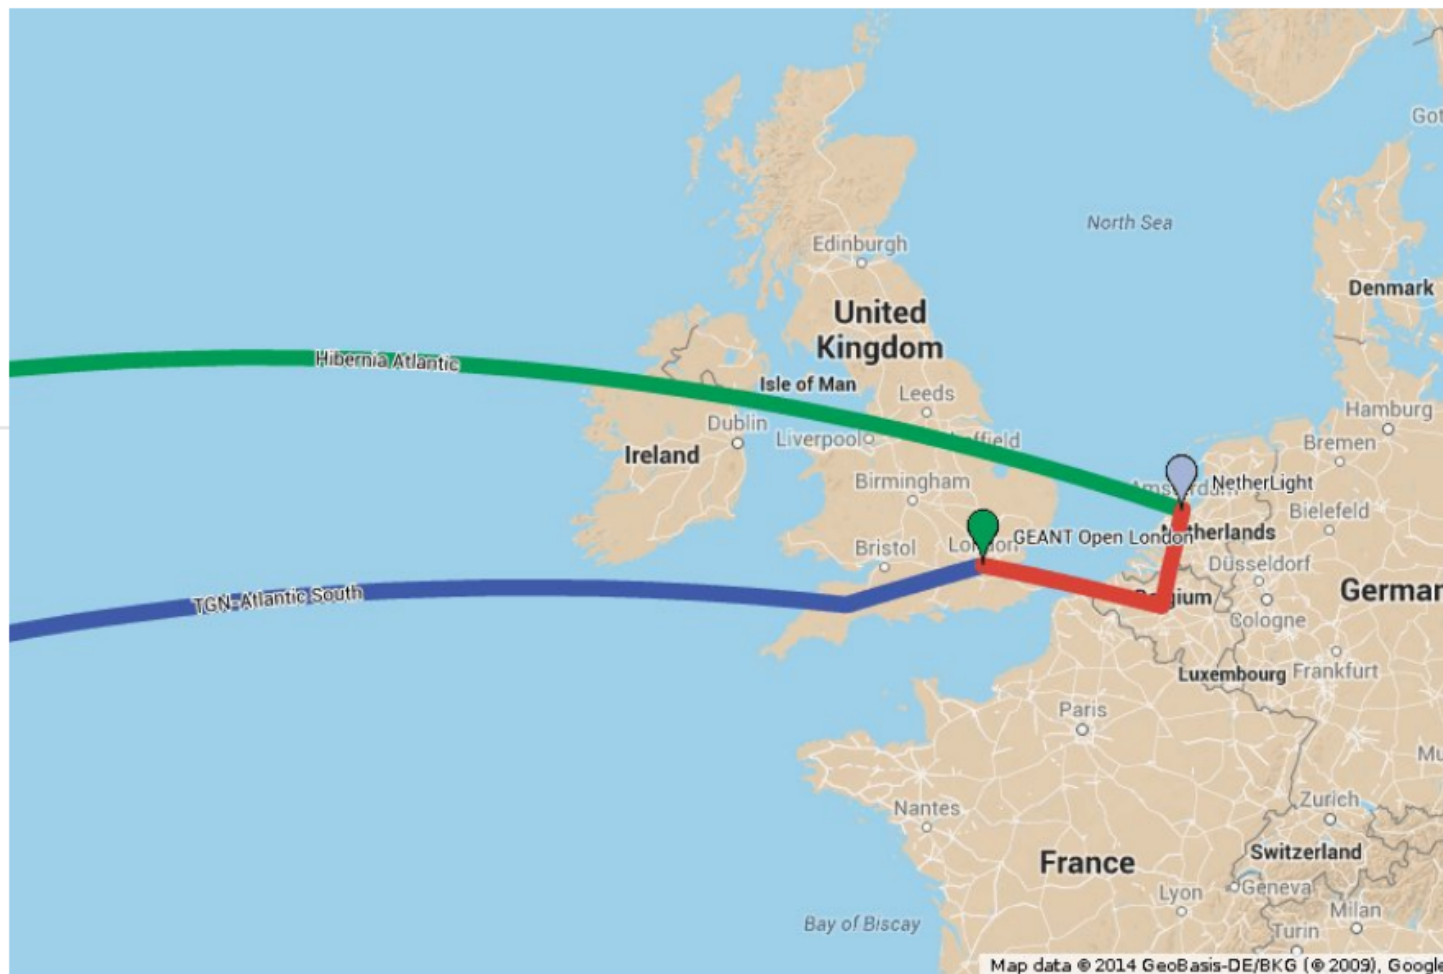 Got
North Sea
Edinburgh
Denmark
United
Kingdom
Hibernia Atlantic
Isle of Man
Leeds
Hamburg
Dublin
Liverpool
Bremen
Ireland
Birmingham
NetherLight
Bielefeld
GEANT Open London
London
Bristol
Düsseldorf
TGN-Atlantic South
German
Cologne
Luxembourg
Frankfurt
Paris
Mu
Zurich
Nantes
Switzerland
France
Geneva
Lyon
Milan
Bay of Biscay
Turin
Map data © 2014 GeoBasis-DE/BKG (© 2009), Google